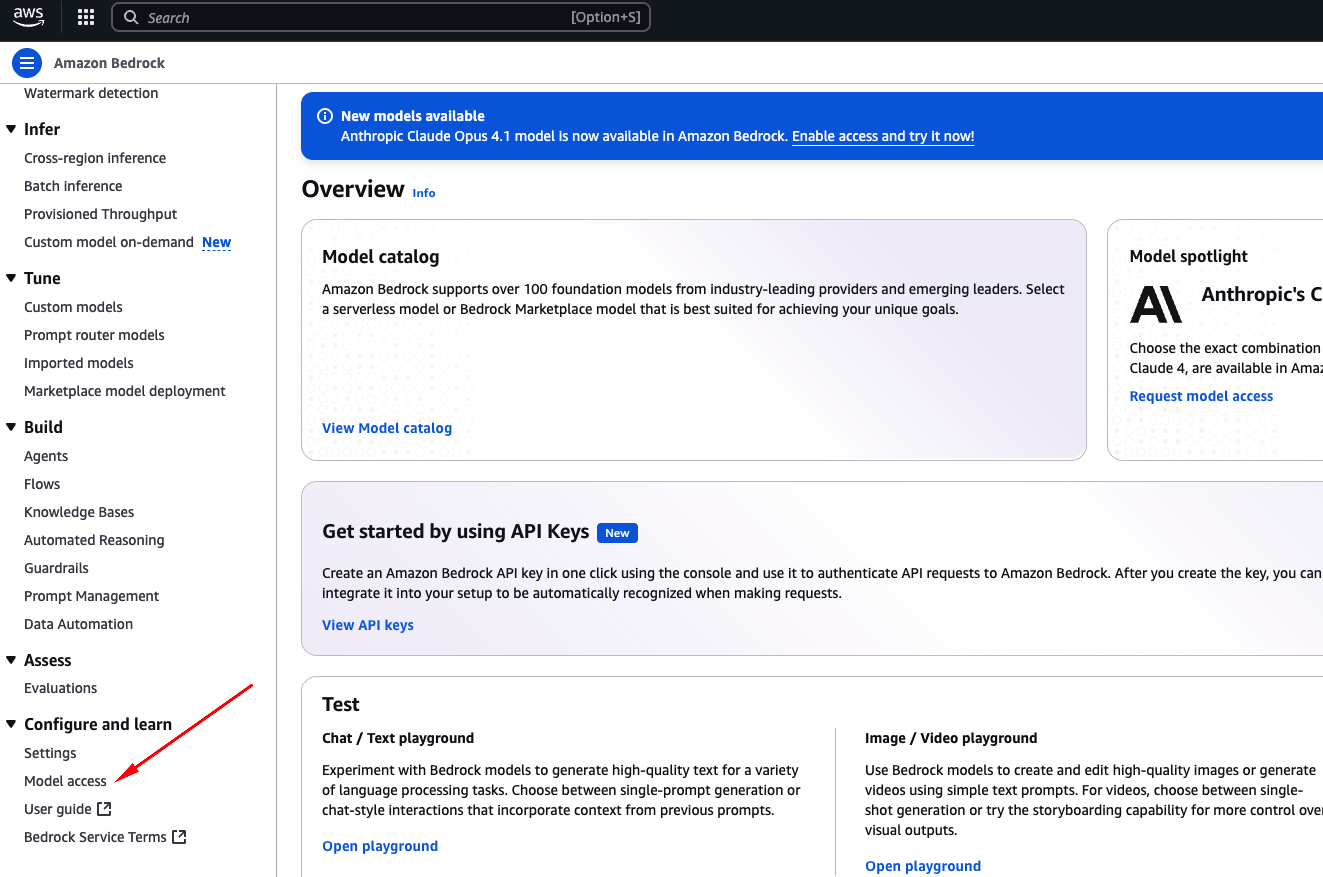 aws
Search
[Option+S]
Amazon Bedrock
Watermark detection
Infer
Cross-region inference
Batch inference
Provisioned Throughput
Custom model on-demand New
Tune
Custom models
Prompt router models
Imported models
Marketplace model deployment
Build
Agents
Flows
Knowledge Bases
Automated Reasoning
Guardrails
Prompt Management
Data Automation
Assess
Evaluations
Configure and learn
Settings
Model access
User guide
Bedrock Service Terms
New models available
Anthropic Claude Opus 4.1 model is now available in Amazon Bedrock. Enable access and try it now!
Overview Info
Model catalog
Amazon Bedrock supports over 100 foundation models from industry-leading providers and emerging leaders. Select
a serverless model or Bedrock Marketplace model that is best suited for achieving your unique goals.
View Model catalog
Model spotlight
Anthropic's C
Choose the exact combination
Claude 4, are available in Amaz
Request model access
Get started by using API Keys New
Create an Amazon Bedrock API key in one click using the console and use it to authenticate API requests to Amazon Bedrock. After you create the key, you can
integrate it into your setup to be automatically recognized when making requests.
View API keys
Test
Chat / Text playground
Experiment with Bedrock models to generate high-quality text for a variety
of language processing tasks. Choose between single-prompt generation or
chat-style interactions that incorporate context from previous prompts.
Open playground
Image / Video playground
Use Bedrock models to create and edit high-quality images or generate
videos using simple text prompts. For videos, choose between single-
shot generation or try the storyboarding capability for more control over
visual outputs.
Open playground